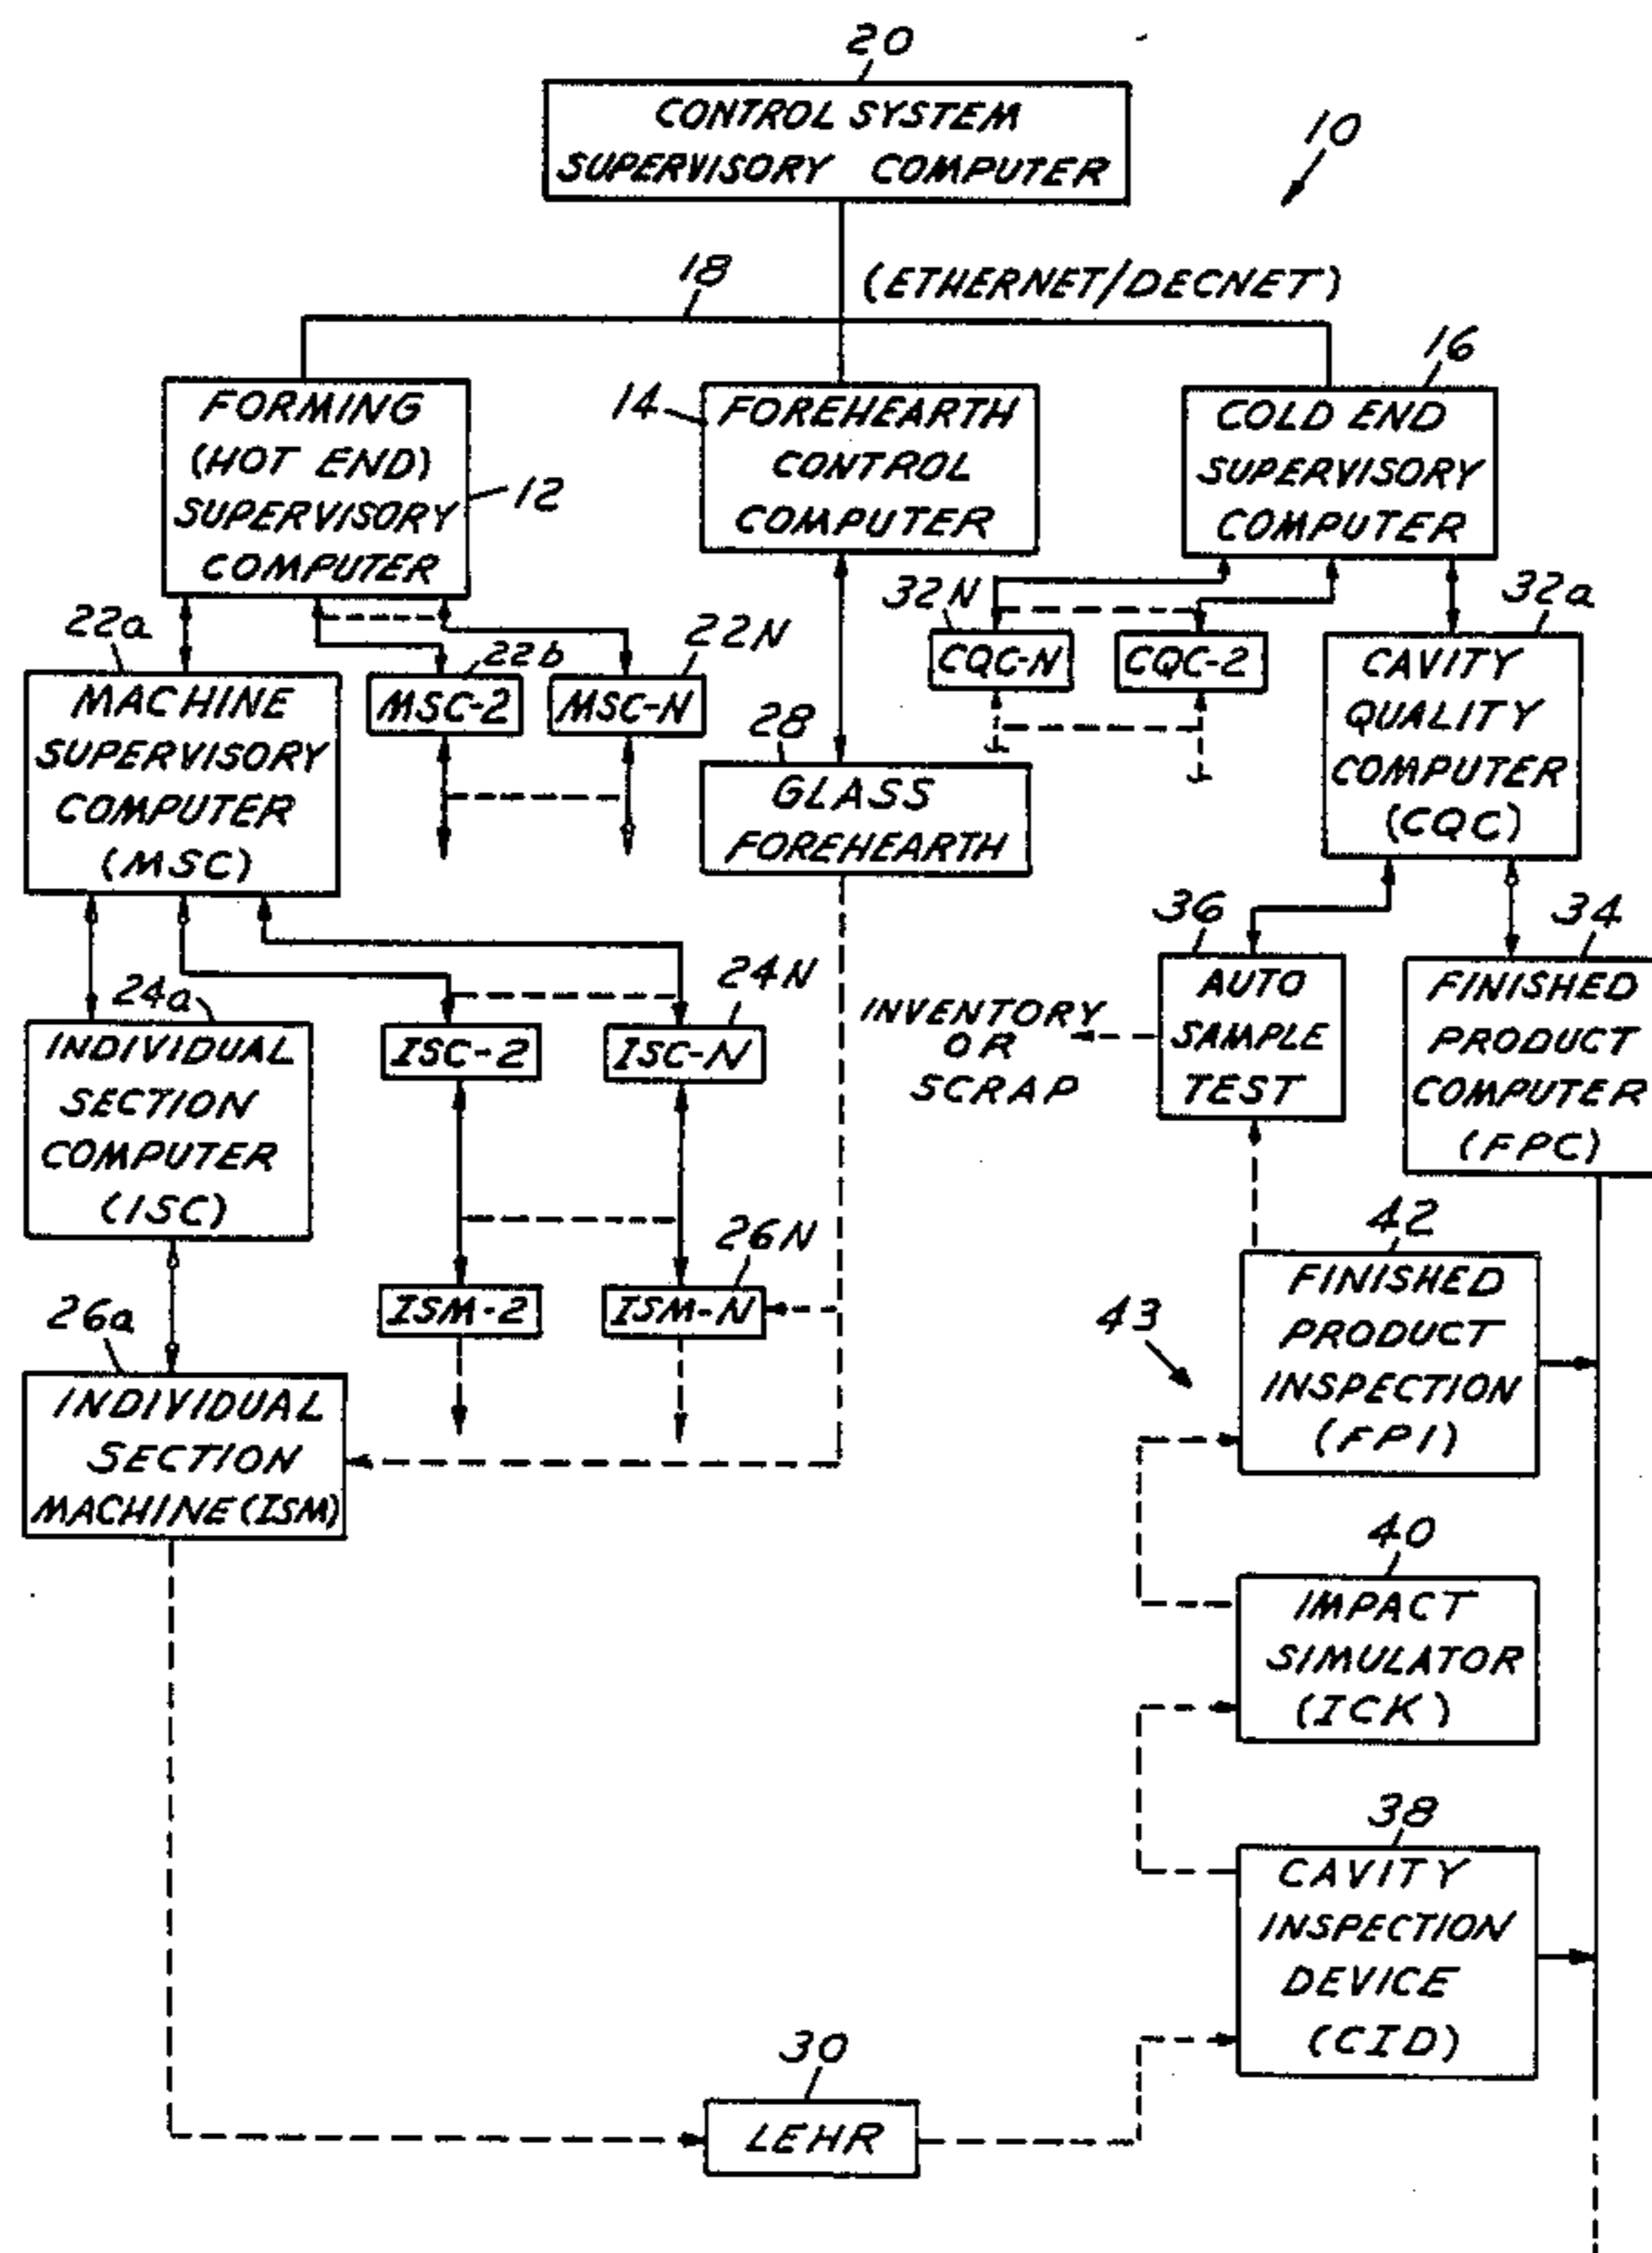 20
CONTROL SYSTEM
SUPERVISORY COMPUTER
10
18
(ETHERNET/DECNET)
16
FORMING
(HOT END)
SUPERVISORY
COMPUTER
12
14
FOREHEARTH
CONTROL
COMPUTER
COLD END
SUPERVISORY
COMPUTER
22a
22b
22N
32N
32a
MACHINE
SUPERVISORY
COMPUTER
(MSC)
MSC-2
MSC-N
CQC-N
CQC-2
CAVITY
QUALITY
COMPUTER
(CQC)
28
GLASS
FOREHEARTH
36
34
24a
24N
INDIVIDUAL
SECTION
COMPUTER
(ISC)
ISC-2
ISC-N
INVENTORY
OR
SCRAP
AUTO
SAMPLE
TEST
FINISHED
PRODUCT
COMPUTER
(FPC)
26a
26N
ISM-2
ISM-N
INDIVIDUAL
SECTION
MACHINE (ISM)
42
43
FINISHED
PRODUCT
INSPECTION
(FPI)
40
IMPACT
SIMULATOR
(ICK)
38
CAVITY
INSPECTION
DEVICE
(CID)
30
LEHR